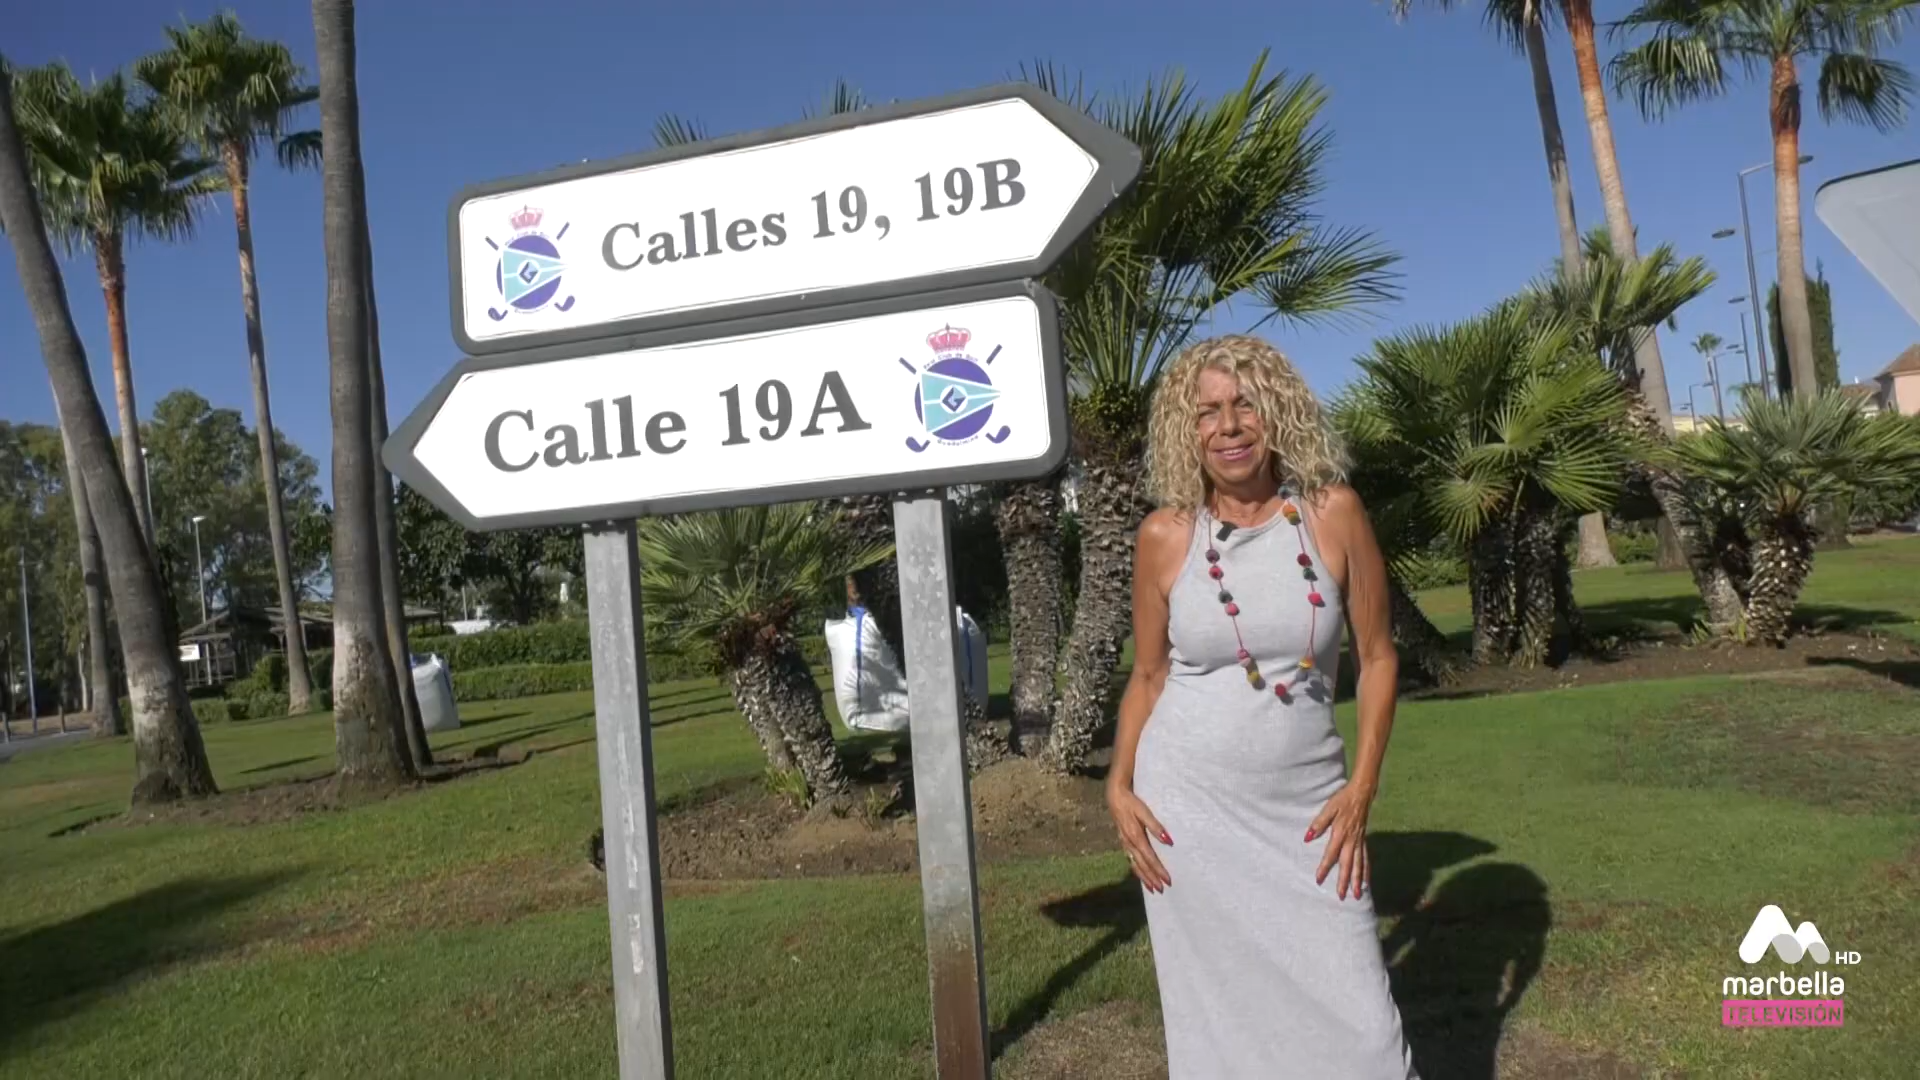 Calles 19, 19B
Calle 19A
HD
marbella
TELEVISIÓN